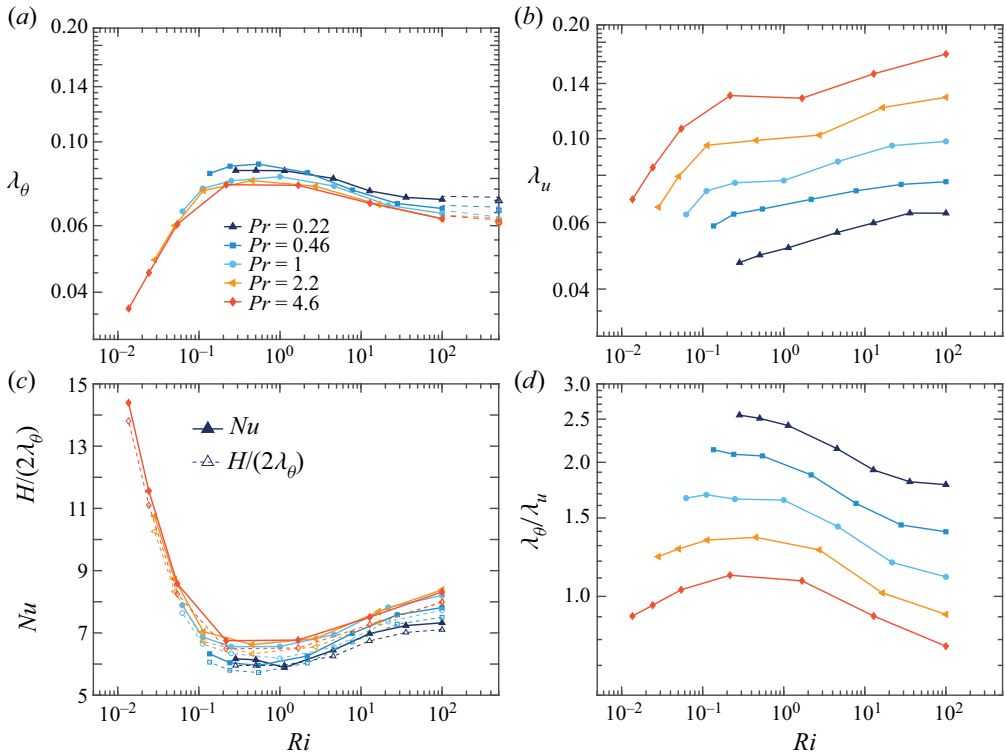 (a)
0.20
0.14
0.10
λθ
0.06
0.04
Pr = 0.22
Pr = 0.46
Pr = 1
Pr = 2.2
Pr = 4.6
10⁻² 10⁻¹ 10⁰ 10¹ 10²
(b)
0.20
0.14
0.10
λu
0.06
0.04
10⁻² 10⁻¹ 10⁰ 10¹ 10²
(c)
15
13
11
9
7
5
H/(2λθ)
Nu
Nu
H/(2λθ)
10⁻² 10⁻¹ 10⁰ 10¹ 10²
Ri
(d)
3.0
2.5
2.0
1.5
1.0
λθ/λu
10⁻² 10⁻¹ 10⁰ 10¹ 10²
Ri